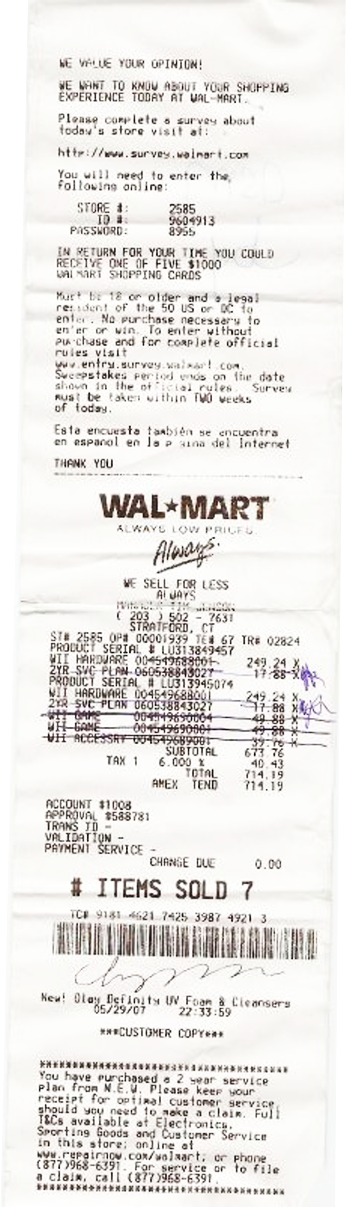 WE VALUE YOUR OPINION!
WE WANT TO KNOW ABOUT YOUR SHOPPING
EXPERIENCE TODAY AT WAL-MART.
Please complete a survey about
today's store visit at:
http://www.survey.walmart.com
You will need to enter the
following online:
STORE #: 2585
ID #: 9604913
PASSWORD: 8955
IN RETURN FOR YOUR TIME YOU COULD
RECEIVE ONE OF FIVE $1000
WALMART SHOPPING CARDS
Must be 18 or older and a legal
resident of the 50 US or DC to
enter. No purchase necessary to
enter or win. To enter without
purchase and for complete official
rules visit
www.entry.survey.walmart.com.
Sweepstakes period ends on the date
shown in the official rules. Survey
must be taken within TWO weeks
of today.
Esta encuesta también se encuentra
en espanol en la pagina del Internet
THANK YOU
WAL★MART
ALWAYS LOW PRICES.
Always.
WE SELL FOR LESS
ALWAYS
MANAGER TIM
( 203 ) 502 - 7631
STRATFORD, CT
ST# 2585 OP# 00001939 TE# 67 TR# 02824
PRODUCT SERIAL # LU313849457
WII HARDWARE 004549688001 249.24 X
2YR SVC PLAN 060538843027 17.88 X
PRODUCT SERIAL # LU313945074
WII HARDWARE 004549688001 249.24 X
2YR SVC PLAN 060538843027 17.88 X
WII GAME 004549690004 49.88 X
WII GAME 004549690001 49.88 X
WII ACCESSRY 004549689001 39.76 X
SUBTOTAL 673.76
TAX 1 6.000 % 40.43
TOTAL 714.19
AMEX TEND 714.19
ACCOUNT #1008
APPROVAL #588781
TRANS ID -
VALIDATION -
PAYMENT SERVICE -
CHANGE DUE 0.00
# ITEMS SOLD 7
TC# 9181 4621 7425 3987 4921 3
New! Olay Definity UV Foam & Cleansers
05/29/07 22:33:59
***CUSTOMER COPY***
You have purchased a 2 year service
plan from N.E.W. Please keep your
receipt for optimal customer service,
should you need to make a claim. Full
T&Cs available at Electronics,
Sporting Goods and Customer Service
in this store; online at
www.repairnow.com/walmart; or phone
(877)968-6391. For service or to file
a claim, call (877)968-6391.